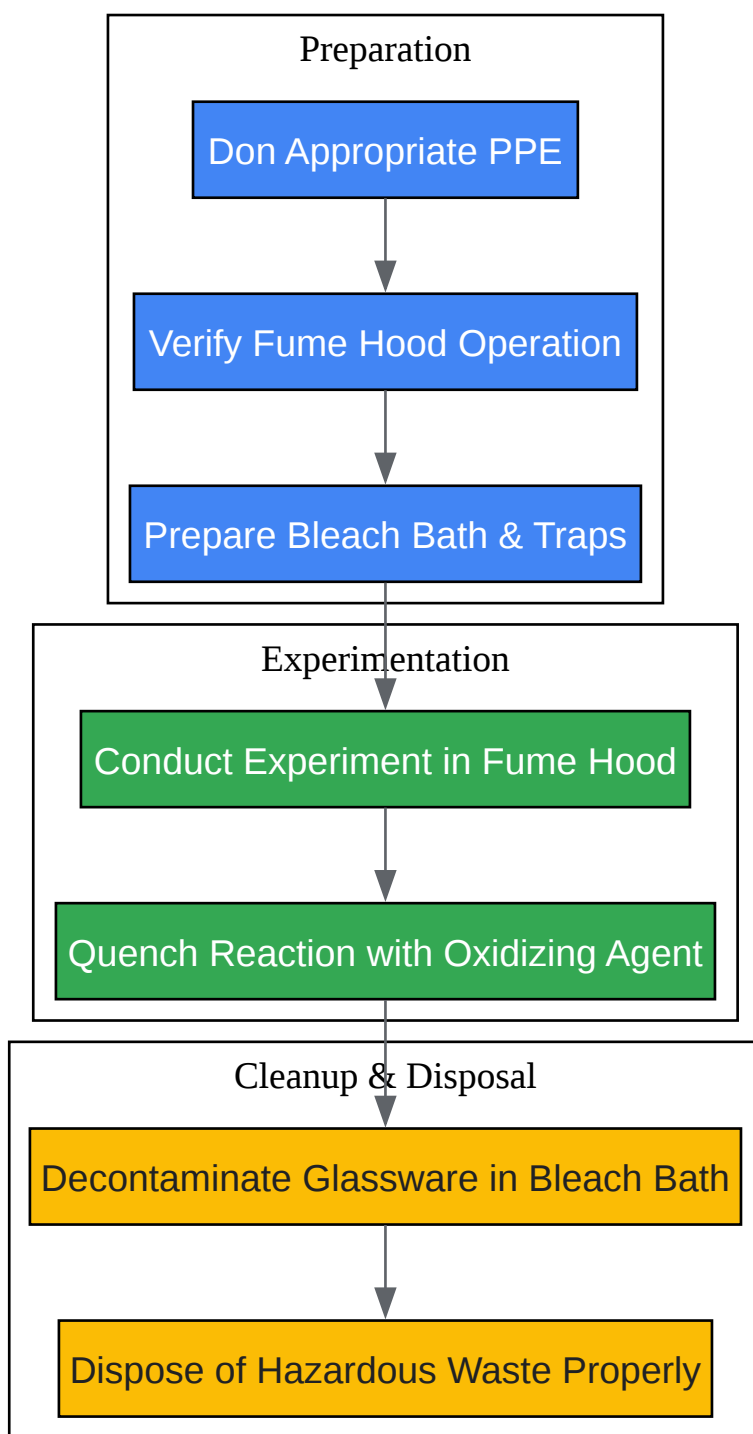 Preparation
Don Appropriate PPE
Verify Fume Hood Operation
Prepare Bleach Bath & Traps
Experimentation
Conduct Experiment in Fume Hood
Quench Reaction with Oxidizing Agent
Cleanup & Disposal
Decontaminate Glassware in Bleach Bath
Dispose of Hazardous Waste Properly